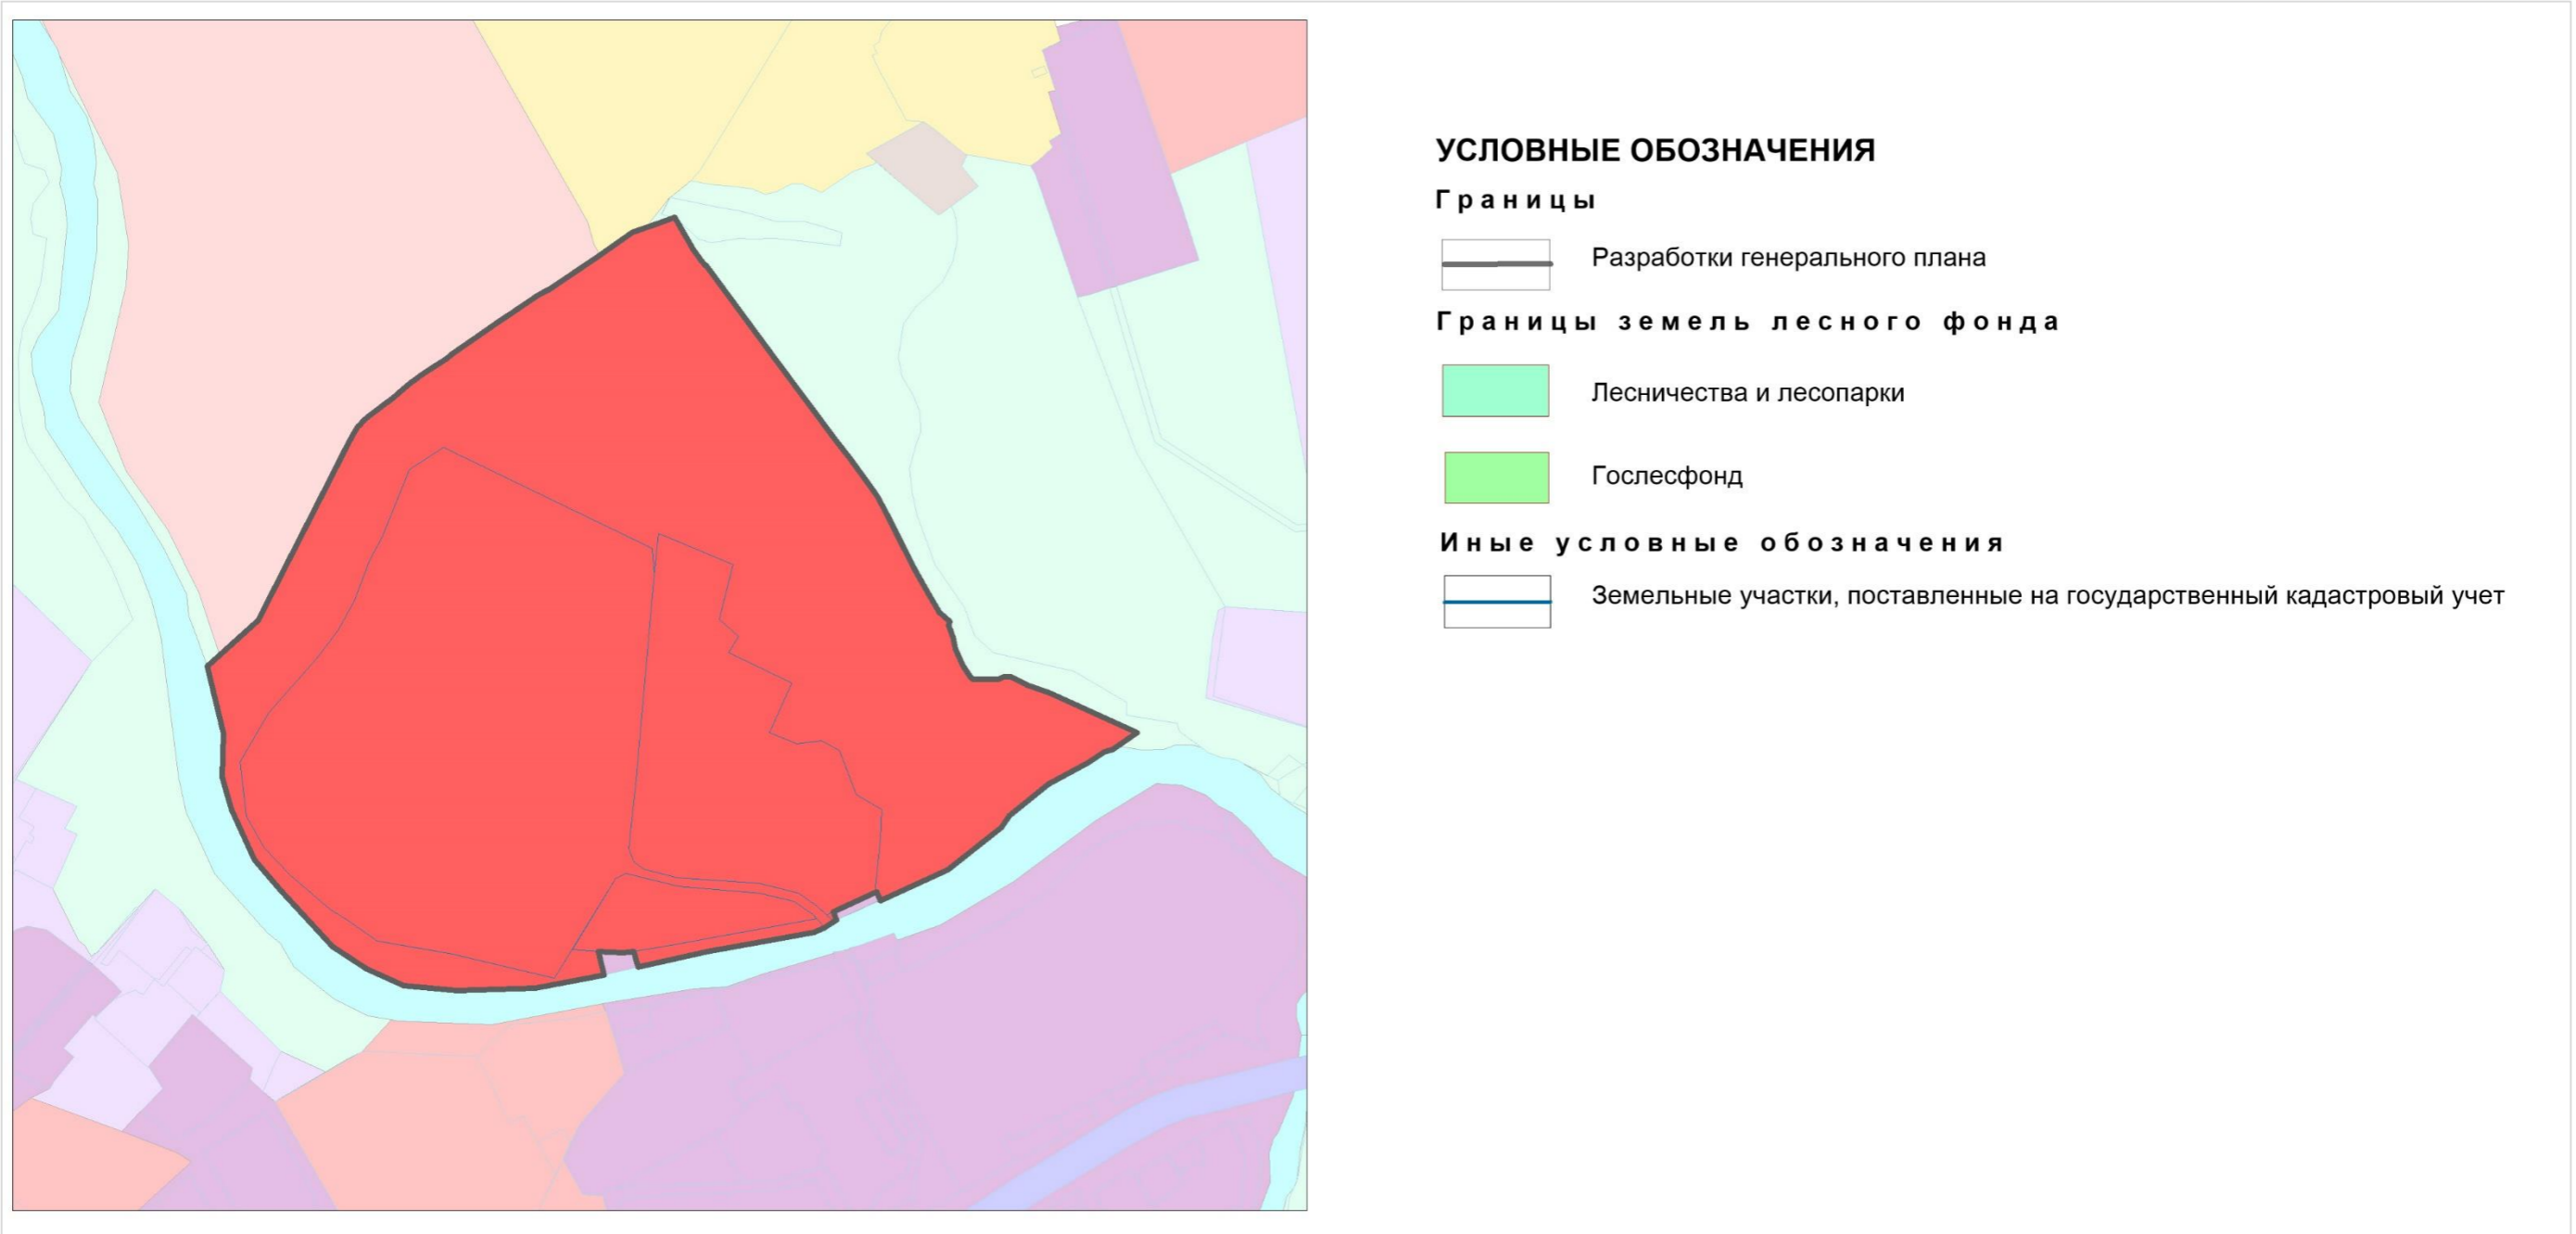 УСЛОВНЫЕ ОБОЗНАЧЕНИЯ
Границы
Разработки генерального плана
Границы земель лесного фонда
Лесничества и лесопарки
Гослесфонд
Иные условные обозначения
Земельные участки, поставленные на государственный кадастровый учет